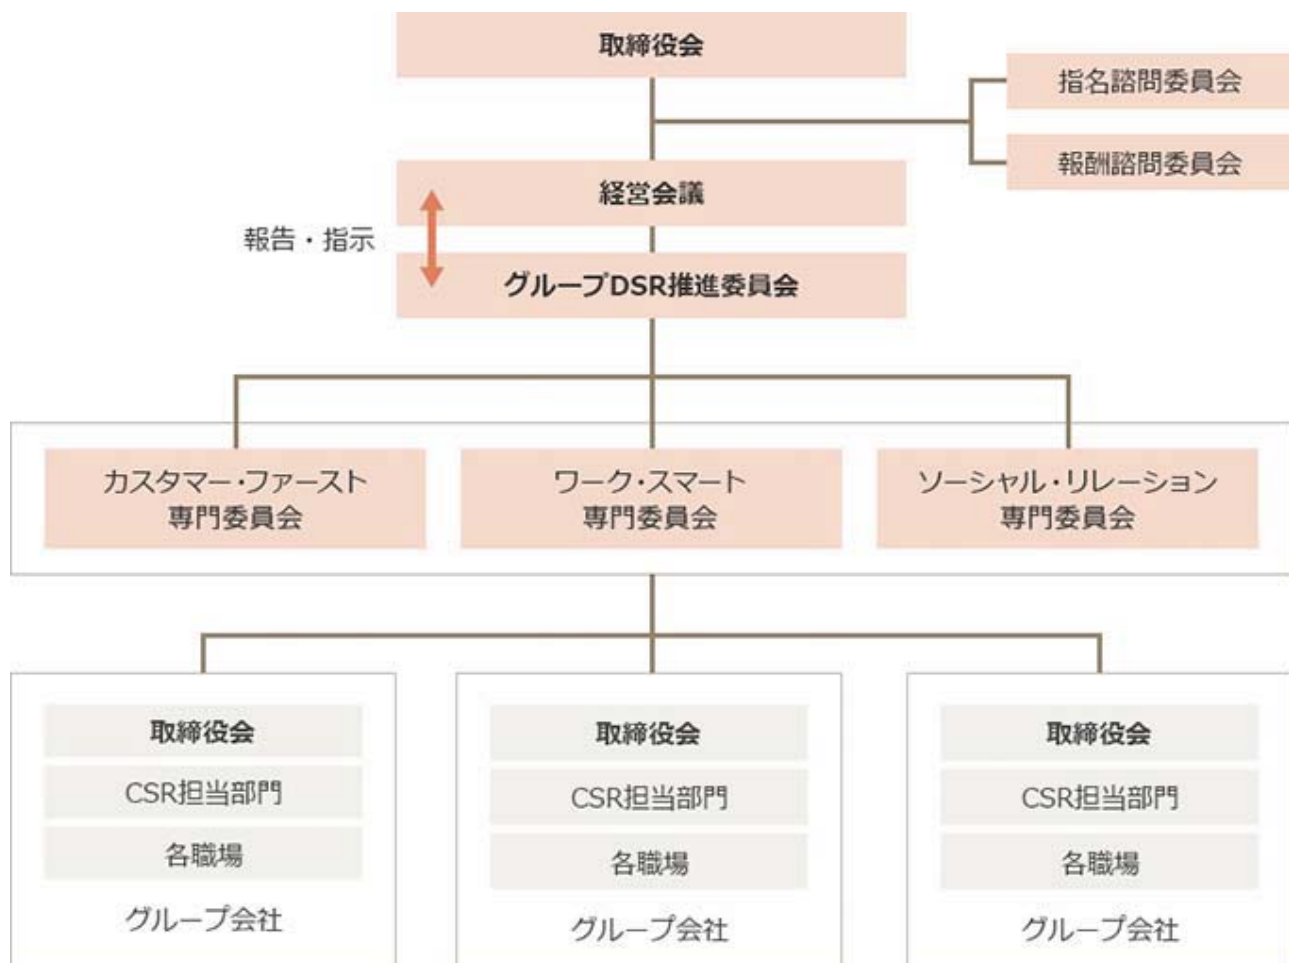 取締役会
指名諮問委員会
報酬諮問委員会
経営会議
報告・指示
グループDSR推進委員会
カスタマー・ファースト
専門委員会
ワーク・スマート
専門委員会
ソーシャル・リレーション
専門委員会
取締役会
CSR担当部門
各職場
グループ会社
取締役会
CSR担当部門
各職場
グループ会社
取締役会
CSR担当部門
各職場
グループ会社